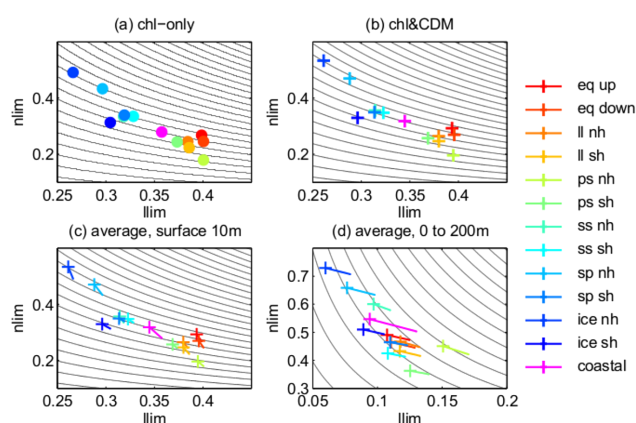 (a) chl−only
(b) chl&CDM
nlim
0.4
0.2
0.25 0.3 0.35 0.4
llim
nlim
0.4
0.2
0.25 0.3 0.35 0.4
llim
(c) average, surface 10m
(d) average, 0 to 200m
nlim
0.4
0.2
0.25 0.3 0.35 0.4
llim
nlim
0.7
0.6
0.5
0.4
0.3
0.05 0.1 0.15 0.2
llim
eq up
eq down
ll nh
ll sh
ps nh
ps sh
ss nh
ss sh
sp nh
sp sh
ice nh
ice sh
coastal